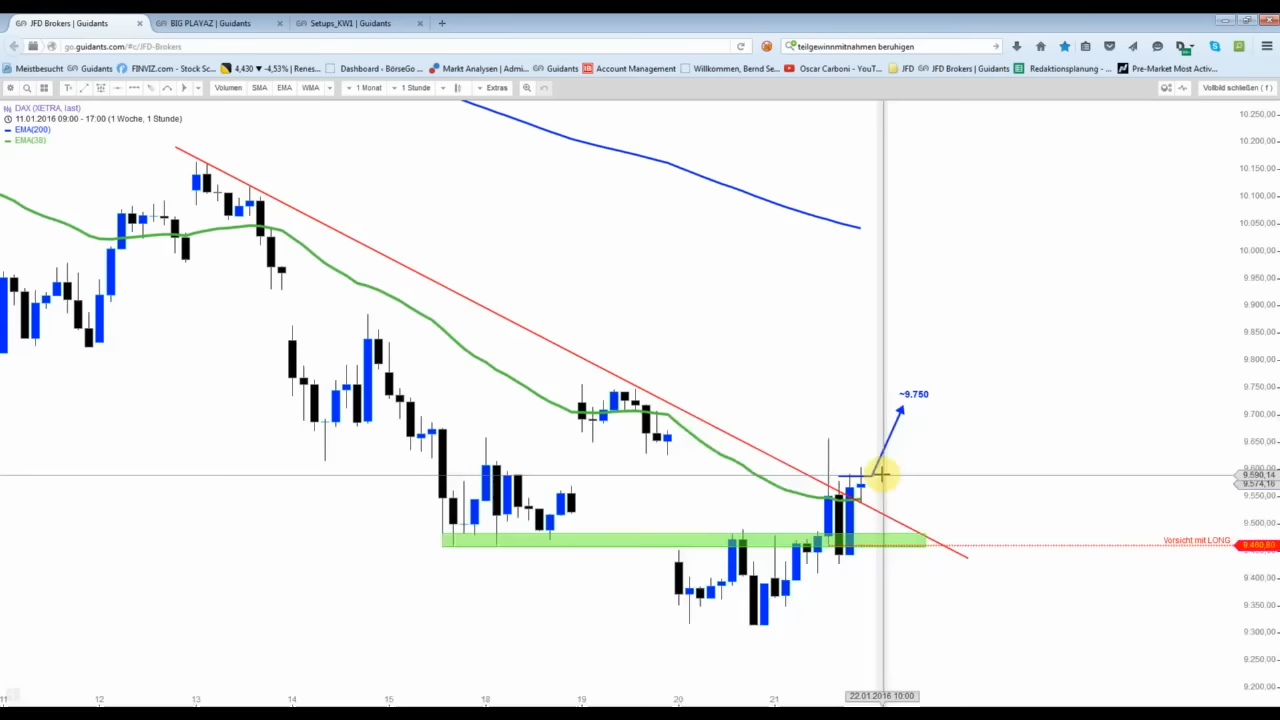 JFD Brokers | Guidants
BIG PLAYAZ | Guidants
Setups_KW1 | Guidants
go.guidants.com/#c/JFD-Brokers
teilgewinnmitnahmen beruhigen
Meistbesucht
Guidants
FINVIZ.com - Stock Sc...
4,430 ▼ -4,53% | Renes...
Dashboard - BörseGo ...
Markt Analysen | Admi...
Guidants
Account Management
Willkommen, Bernd Se...
Oscar Carboni - YouT...
JFD
JFD Brokers | Guidants
Redaktionsplanung - ...
Pre-Market Most Activ...
Volumen
SMA
EMA
WMA
1 Monat
1 Stunde
Extras
Vollbild schließen ( f )
DAX (XETRA, last)
11.01.2016 09:00 - 17:00 (1 Woche, 1 Stunde)
EMA(200)
EMA(38)
10.250,00
10.200,00
10.150,00
10.100,00
10.050,00
10.000,00
9.950,00
9.900,00
9.850,00
9.800,00
9.750,00
~9.750
9.700,00
9.650,00
9.600,00
9.590,14
9.574,16
9.550,00
9.500,00
Vorsicht mit LONG
9.460,80
9.400,00
9.350,00
9.300,00
9.250,00
9.200,00
11
12
13
14
15
18
19
20
21
22.01.2016 10:00